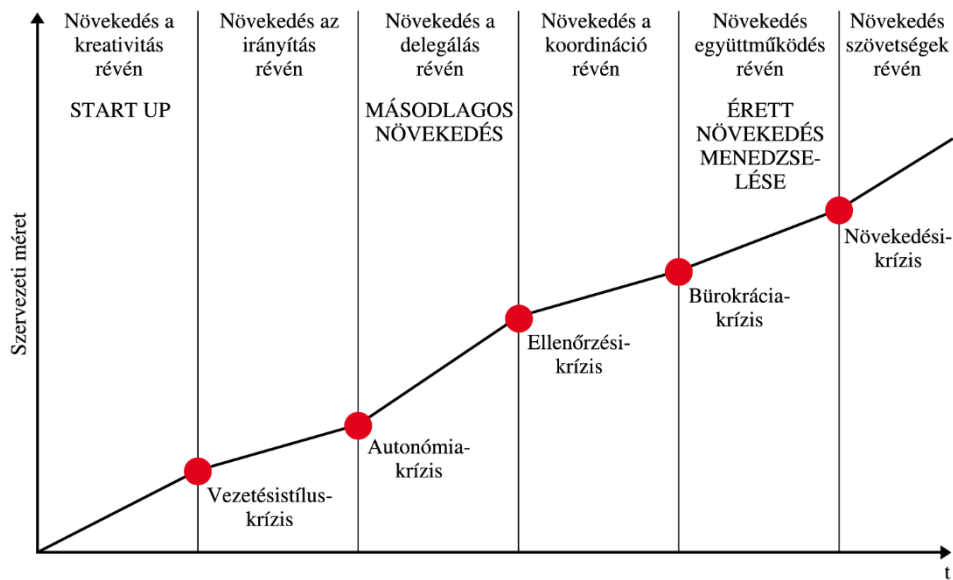 Növekedés a
kreativitás
révén
START UP
Növekedés az
irányítás
révén
Növekedés a
delegálás
révén
MÁSODLAGOS
NÖVEKEDÉS
Növekedés a
koordináció
révén
Növekedés
együttműködés
révén
ÉRETT
NÖVEKEDÉS
MENEDZSE-
LÉSE
Növekedés
szövetségek
révén
Szervezeti méret
Vezetésistílus-
krízis
Autonómia-
krízis
Ellenőrzési-
krízis
Bürokrácia-
krízis
Növekedési-
krízis
t